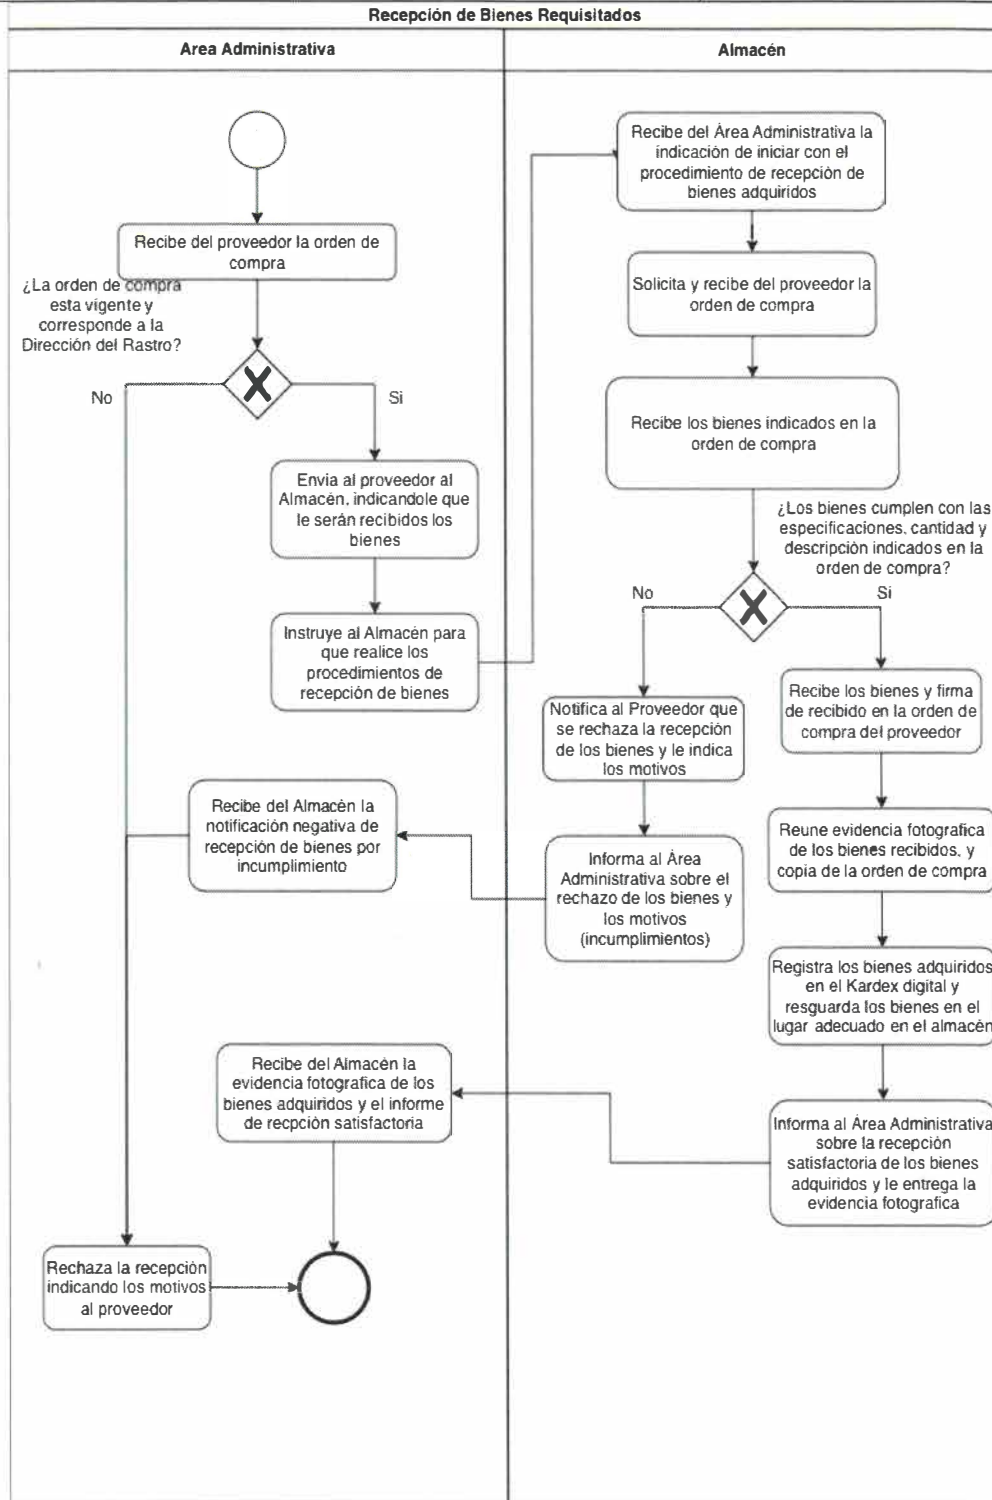 Recepción de Bienes Requisitados
Area Administrativa
Almacén
Recibe del proveedor la orden de
compra
¿La orden de compra
esta vigente y
corresponde a la
Dirección del Rastro?
No
Si
Envia al proveedor al
Almacén, indicandole que
le serán recibidos los
bienes
Instruye al Almacén para
que realice los
procedimientos de
recepción de bienes
Recibe del Área Administrativa la
indicación de iniciar con el
procedimiento de recepción de
bienes adquiridos
Solicita y recibe del proveedor la
orden de compra
Recibe los bienes indicados en la
orden de compra
¿Los bienes cumplen con las
especificaciones, cantidad y
descripción indicados en la
orden de compra?
No
Si
Notifica al Proveedor que
se rechaza la recepción
de los bienes y le indica
los motivos
Informa al Área
Administrativa sobre el
rechazo de los bienes y
los motivos
(incumplimientos)
Recibe los bienes y firma
de recibido en la orden de
compra del proveedor
Reune evidencia fotografica
de los bienes recibidos, y
copia de la orden de compra
Registra los bienes adquiridos
en el Kardex digital y
resguarda los bienes en el
lugar adecuado en el almacén
Informa al Área Administrativa
sobre la recepción
satisfactoria de los bienes
adquiridos y le entrega la
evidencia fotografica
Recibe del Almacén la
notificación negativa de
recepción de bienes por
incumplimiento
Recibe del Almacén la
evidencia fotografica de los
bienes adquiridos y el informe
de recpción satisfactoria
Rechaza la recepción
indicando los motivos
al proveedor